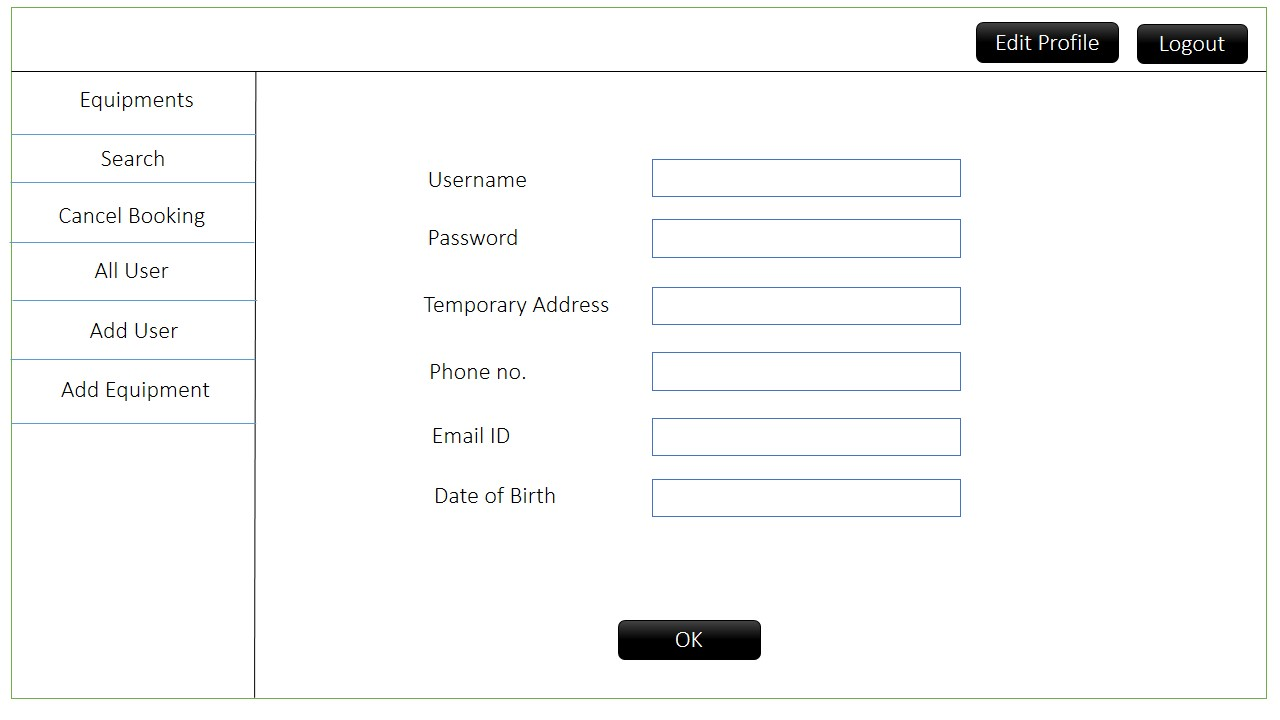 Edit Profile
Logout
Equipments
Search
Cancel Booking
All User
Add User
Add Equipment
Username
Password
Temporary Address
Phone no.
Email ID
Date of Birth
OK